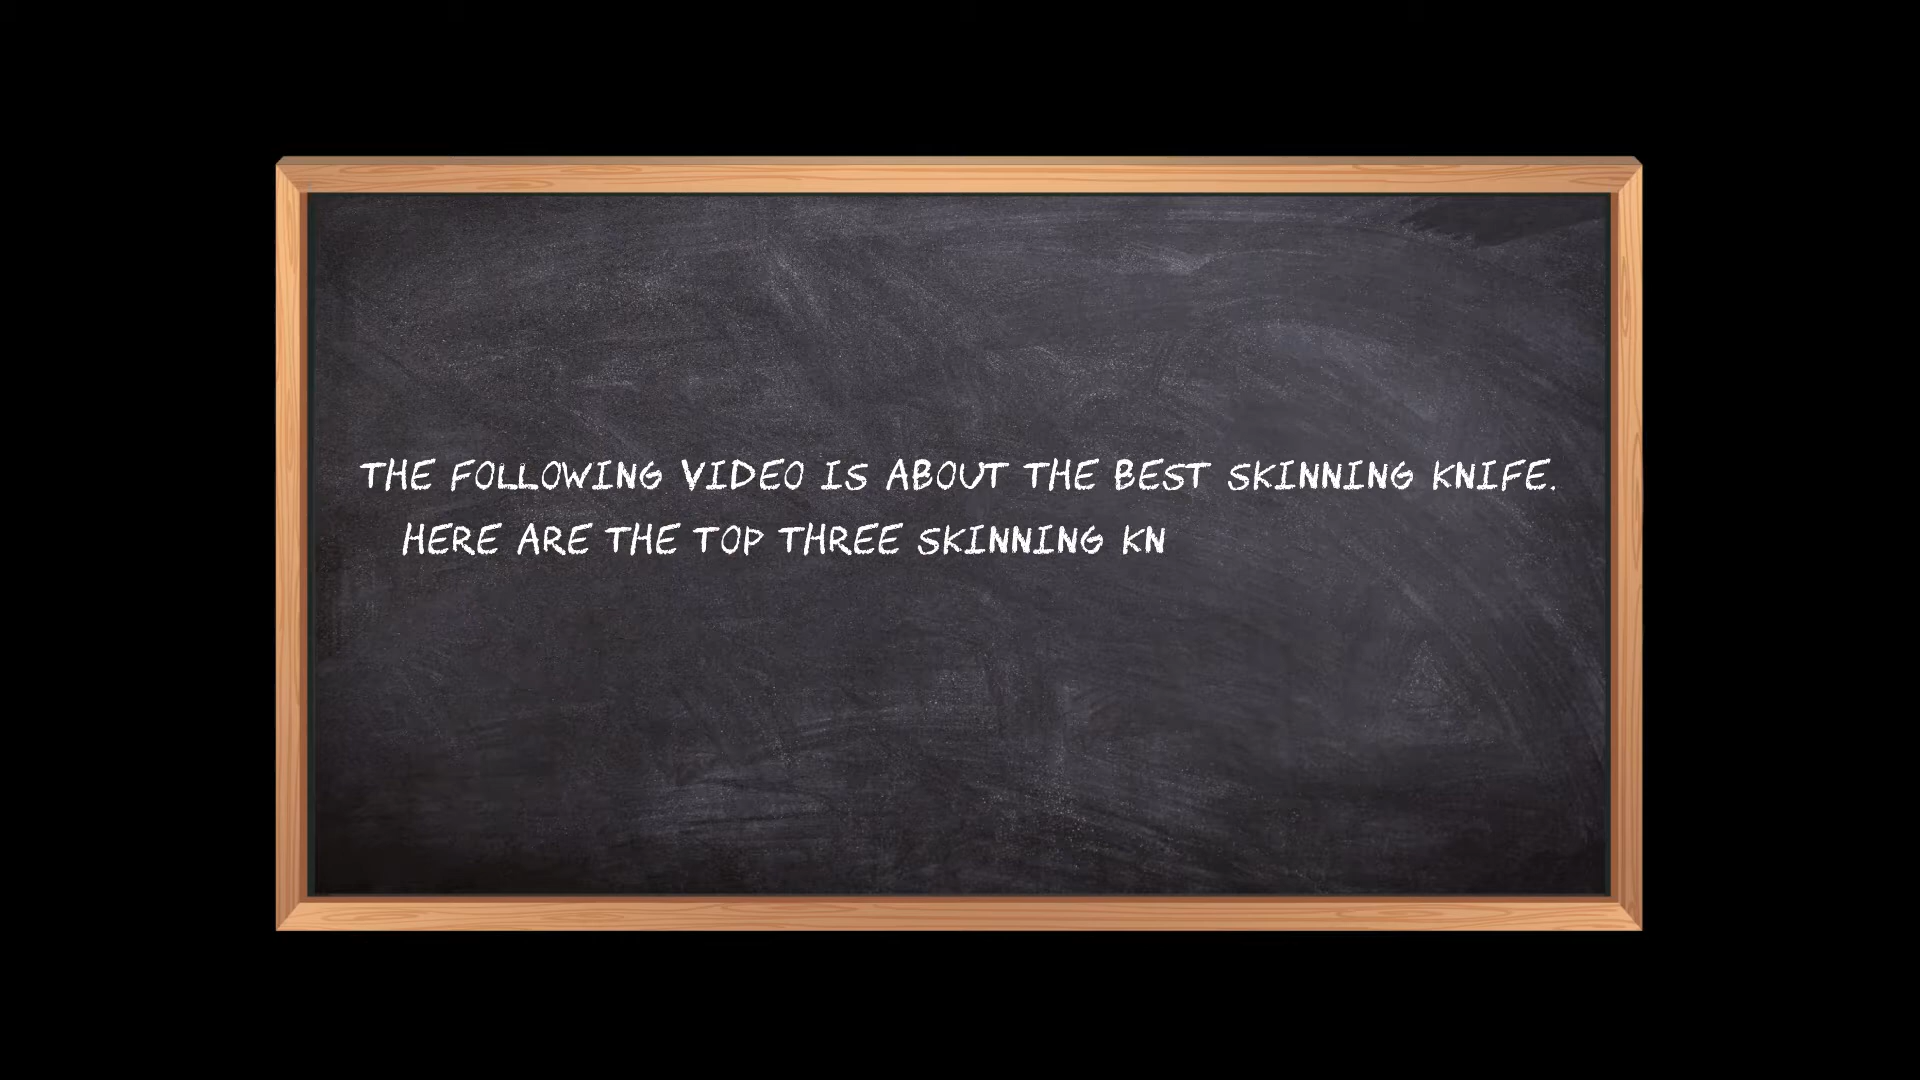 THE FOLLOWING VIDEO IS ABOUT THE BEST SKINNING KNIFE.
HERE ARE THE TOP THREE SKINNING KN